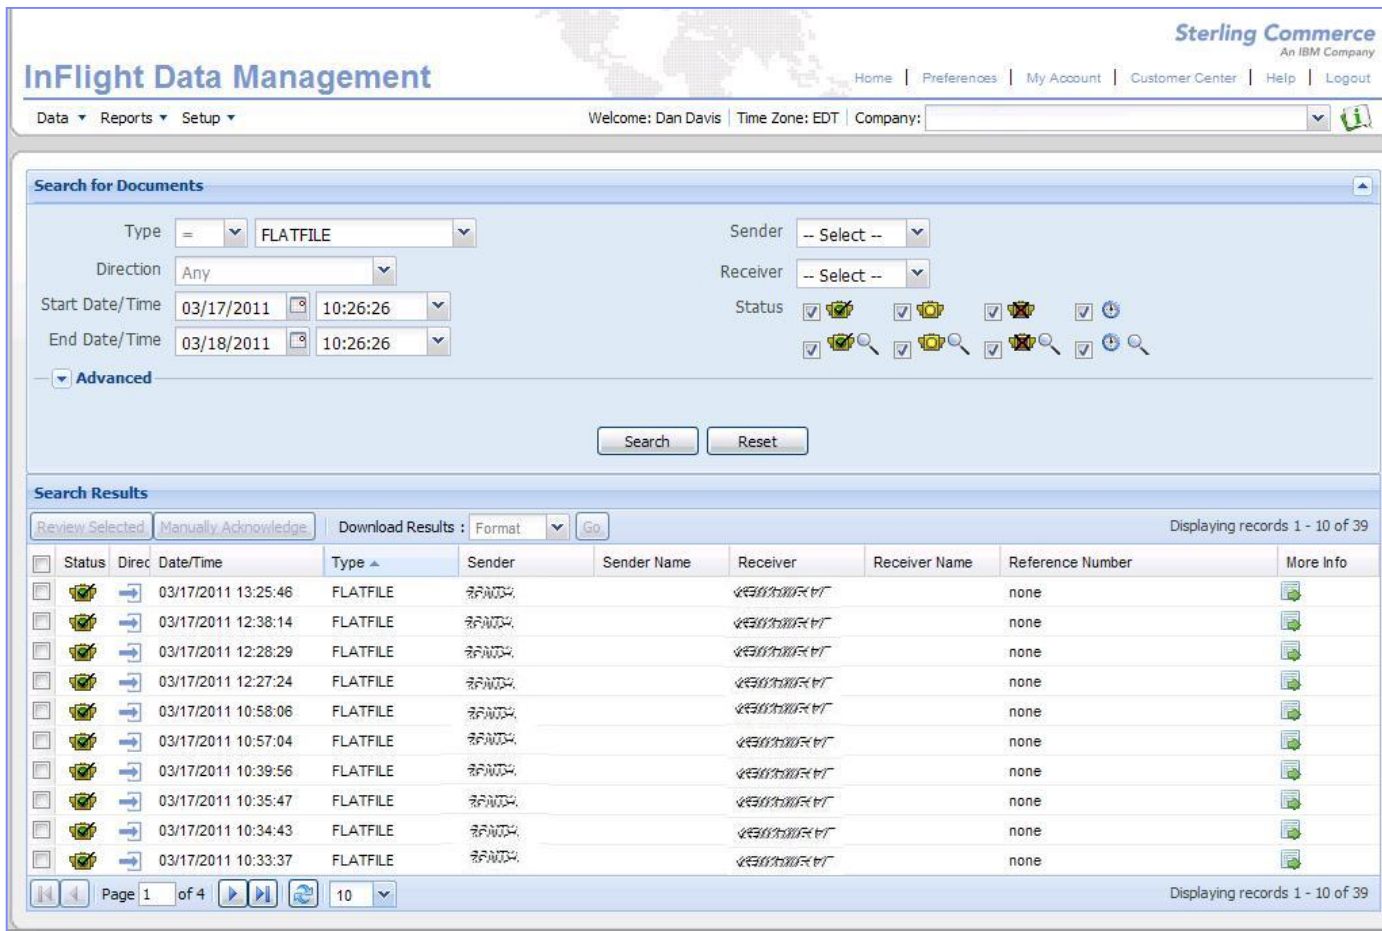 Sterling Commerce
An IBM Company
InFlight Data Management
Home | Preferences | My Account | Customer Center | Help | Logout
Data Reports Setup Welcome: Dan Davis Time Zone: EDT Company:
Search for Documents
Type = FLATFILE Sender -- Select --
Direction Any Receiver -- Select --
Start Date/Time 03/17/2011 10:26:26 Status
End Date/Time 03/18/2011 10:26:26
Advanced
Search Reset
Search Results
Review Selected Manually Acknowledge Download Results : Format Go Displaying records 1 - 10 of 39
Status Direc Date/Time Type Sender Sender Name Receiver Receiver Name Reference Number More Info
03/17/2011 13:25:46 FLATFILE none
03/17/2011 12:38:14 FLATFILE none
03/17/2011 12:28:29 FLATFILE none
03/17/2011 12:27:24 FLATFILE none
03/17/2011 10:58:06 FLATFILE none
03/17/2011 10:57:04 FLATFILE none
03/17/2011 10:39:56 FLATFILE none
03/17/2011 10:35:47 FLATFILE none
03/17/2011 10:34:43 FLATFILE none
03/17/2011 10:33:37 FLATFILE none
Page 1 of 4 10 Displaying records 1 - 10 of 39